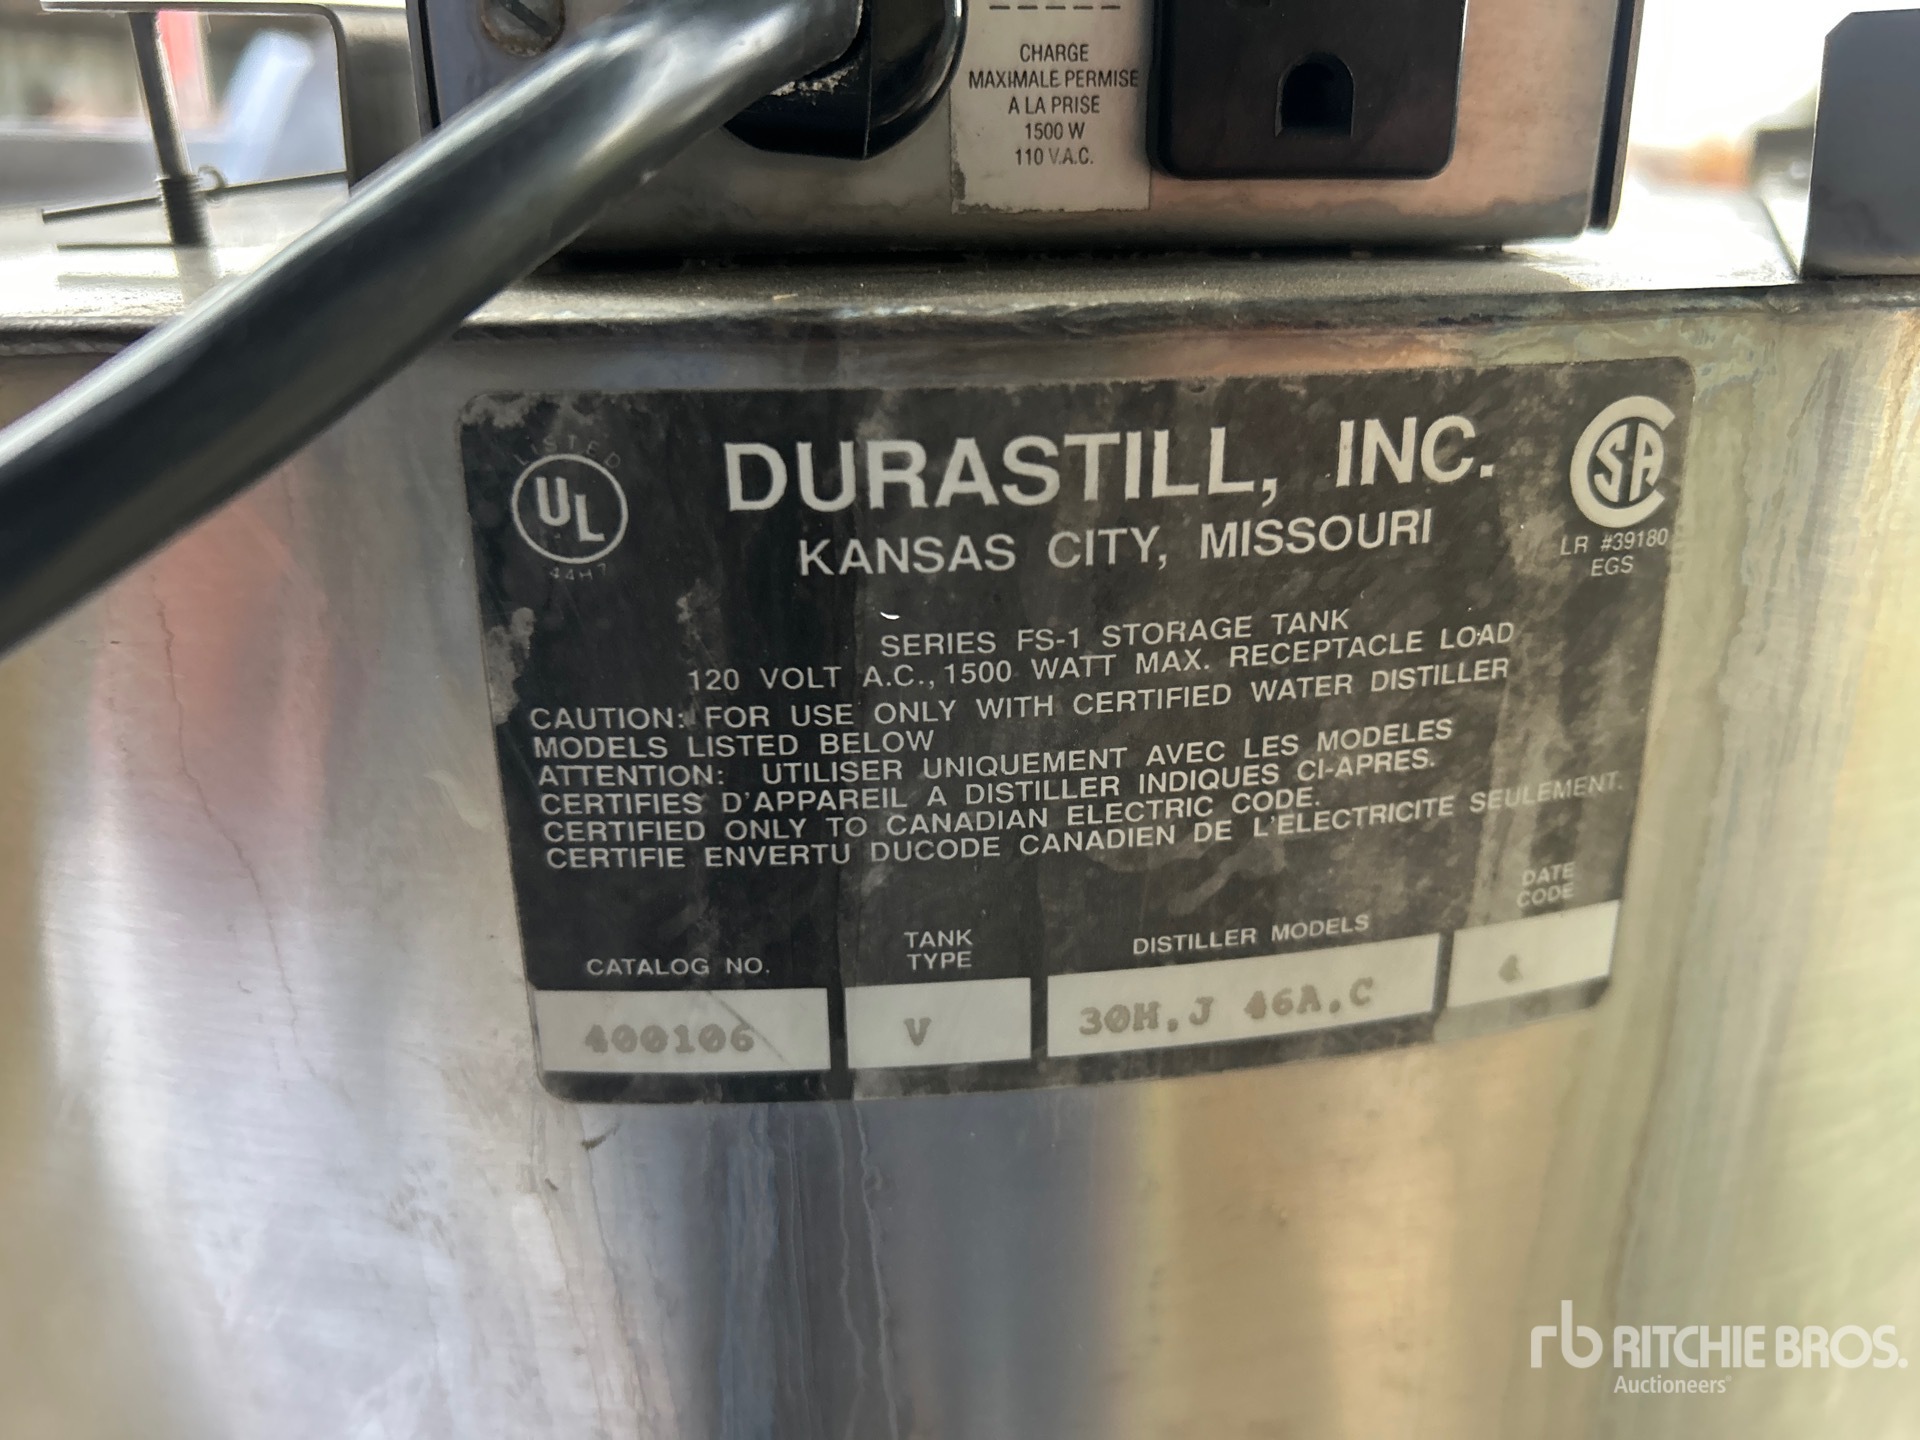 CHARGE
MAXIMALE PERMISE
A LA PRISE
1500 W
110 V.A.C.
LISTED
UL
44H7
DURASTILL, INC.
KANSAS CITY, MISSOURI
SA
LR #39180
EGS
SERIES FS-1 STORAGE TANK
120 VOLT A.C., 1500 WATT MAX. RECEPTACLE LOAD
CAUTION: FOR USE ONLY WITH CERTIFIED WATER DISTILLER
MODELS LISTED BELOW
ATTENTION: UTILISER UNIQUEMENT AVEC LES MODELES
CERTIFIES D'APPAREIL A DISTILLER INDIQUES CI-APRES.
CERTIFIED ONLY TO CANADIAN ELECTRIC CODE.
CERTIFIE ENVERTU DUCODE CANADIEN DE L'ELECTRICITE SEULEMENT.
CATALOG NO.
TANK
TYPE
DISTILLER MODELS
DATE
CODE
400106
V
30H,J 46A,C
4
rb RITCHIE BROS.
Auctioneers